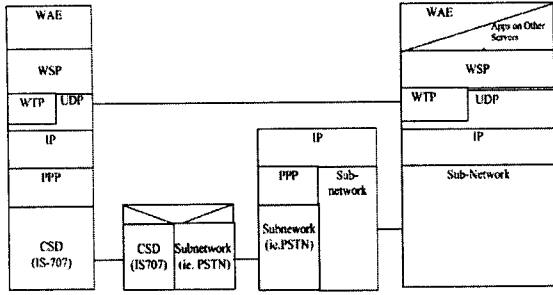 WAE
WSP
WTP UDP
IP
PPP
CSD
(IS-707)
CSD
(IS707)
Subnetwork
(ie. PSTN)
IP
PPP
Sub-
network
Subnework
(ie.PSTN)
WAE
Apps on Other
Servers
WSP
WTP UDP
IP
Sub-Network